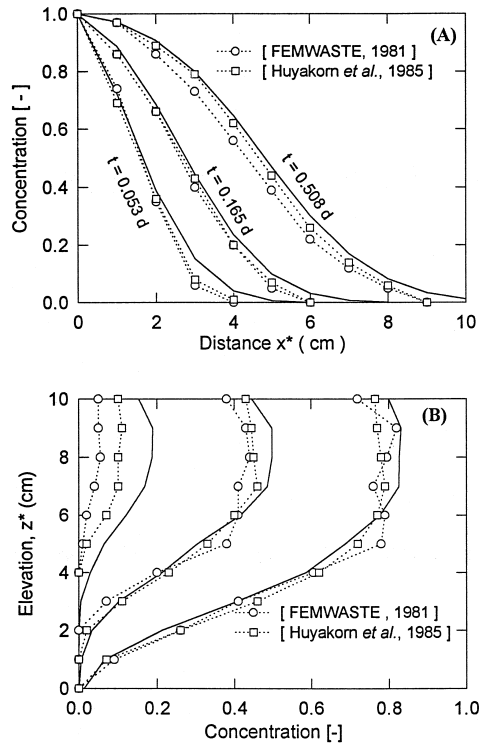 (A)
[ FEMWASTE, 1981 ]
[ Huyakorn et al., 1985 ]
t = 0.053 d
t = 0.165 d
t = 0.508 d
Concentration [ - ]
1.0
0.8
0.6
0.4
0.2
0.0
0 2 4 6 8 10
Distance x* ( cm )
(B)
[ FEMWASTE , 1981 ]
[ Huyakorn et al., 1985 ]
Elevation, z* (cm)
10
8
6
4
2
0
0.0 0.2 0.4 0.6 0.8 1.0
Concentration [-]